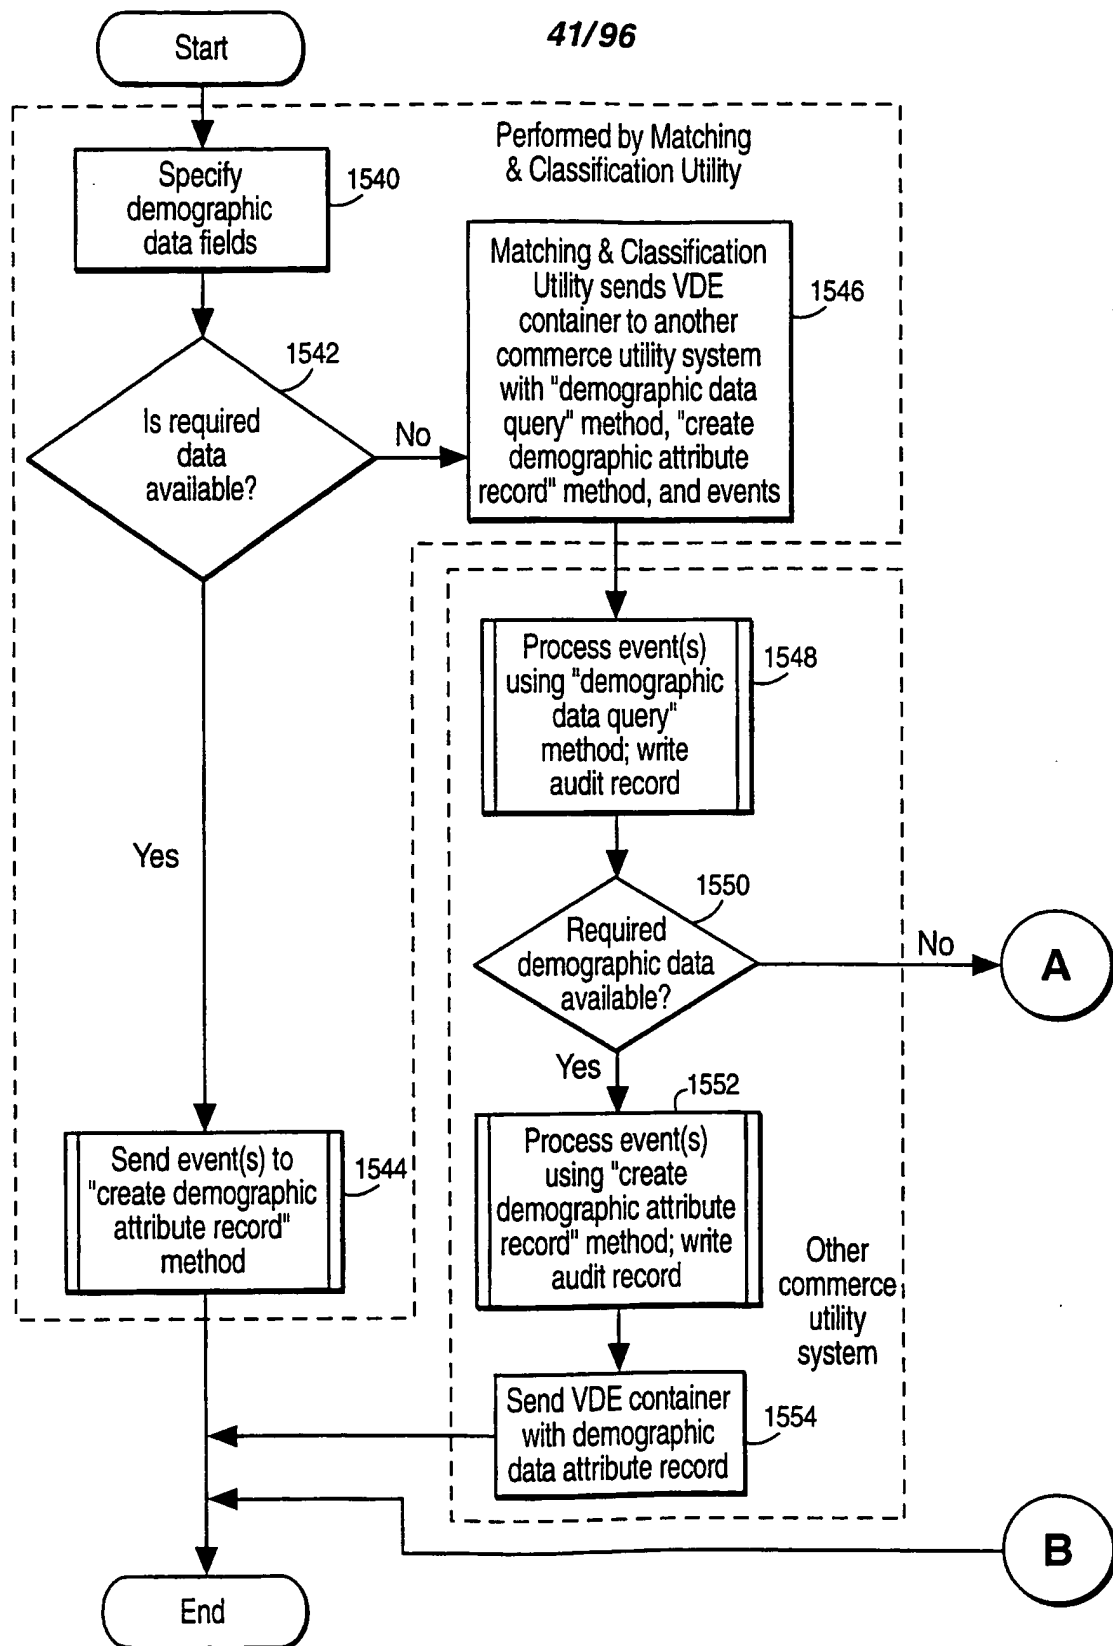 41/96
Start
Performed by Matching
& Classification Utility
Specify
demographic
data fields
1540
Matching & Classification
Utility sends VDE
container to another
commerce utility system
with "demographic data
query" method, "create
demographic attribute
record" method, and events
1546
1542
Is required
data
available?
No
Process event(s)
using "demographic
data query"
method; write
audit record
1548
Yes
1550
Required
demographic data
available?
No
A
Yes
1552
Process event(s)
using "create
demographic attribute
record" method; write
audit record
Send event(s) to
"create demographic
attribute record"
method
1544
Other
commerce
utility
system
Send VDE container
with demographic
data attribute record
1554
B
End